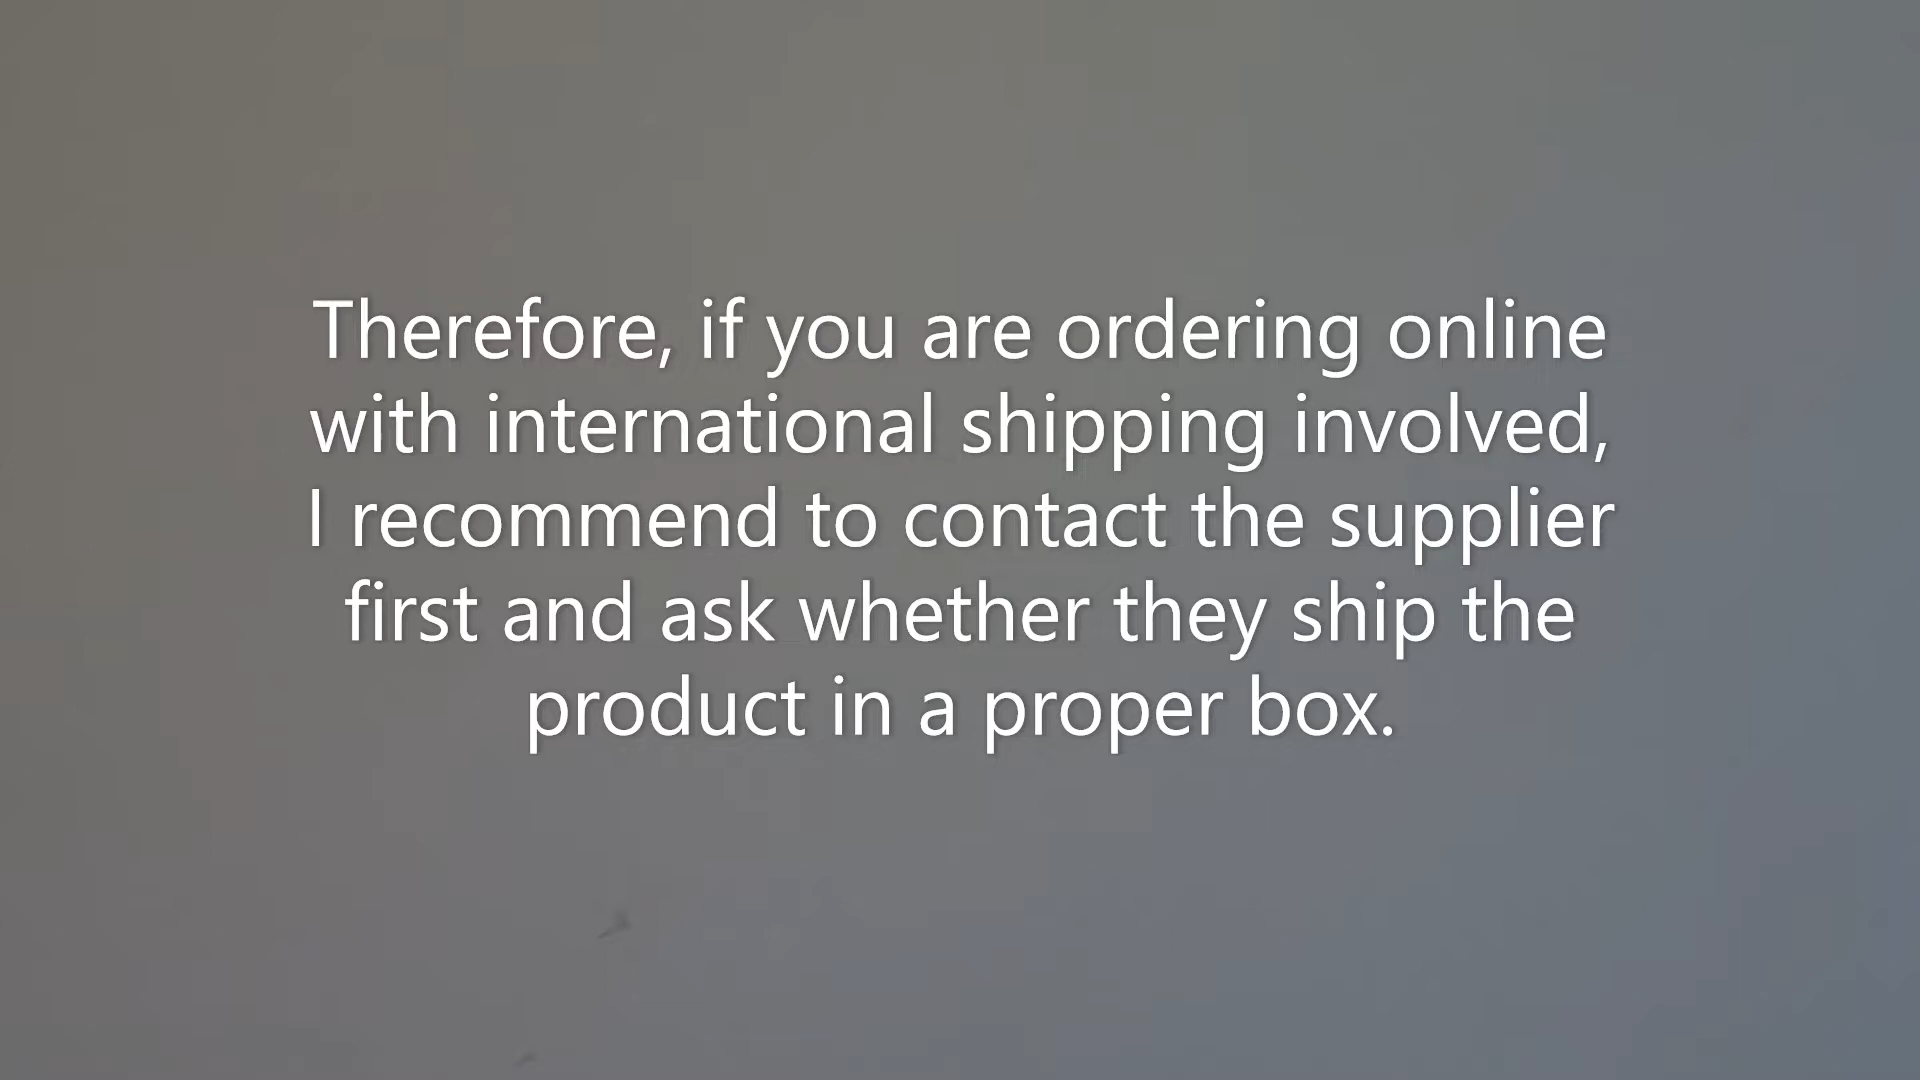 Therefore, if you are ordering online
with international shipping involved,
I recommend to contact the supplier
first and ask whether they ship the
product in a proper box.